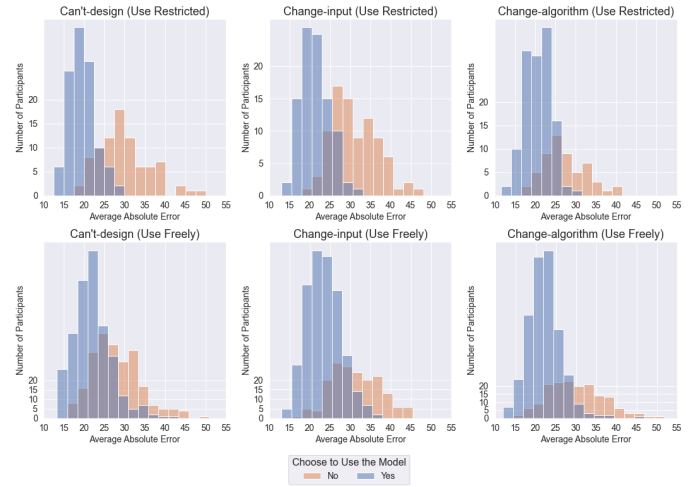 Can't-design (Use Restricted)
Change-input (Use Restricted)
Change-algorithm (Use Restricted)
Number of Participants
20
15
10
5
0
10 15 20 25 30 35 40 45 50 55
Average Absolute Error
Number of Participants
20
15
10
5
0
10 15 20 25 30 35 40 45 50 55
Average Absolute Error
Number of Participants
20
15
10
5
0
10 15 20 25 30 35 40 45 50 55
Average Absolute Error
Can't-design (Use Freely)
Change-input (Use Freely)
Change-algorithm (Use Freely)
Number of Participants
20
15
10
5
0
10 15 20 25 30 35 40 45 50 55
Average Absolute Error
Number of Participants
20
15
10
5
0
10 15 20 25 30 35 40 45 50 55
Average Absolute Error
Number of Participants
20
15
10
5
0
10 15 20 25 30 35 40 45 50 55
Average Absolute Error
Choose to Use the Model
No Yes